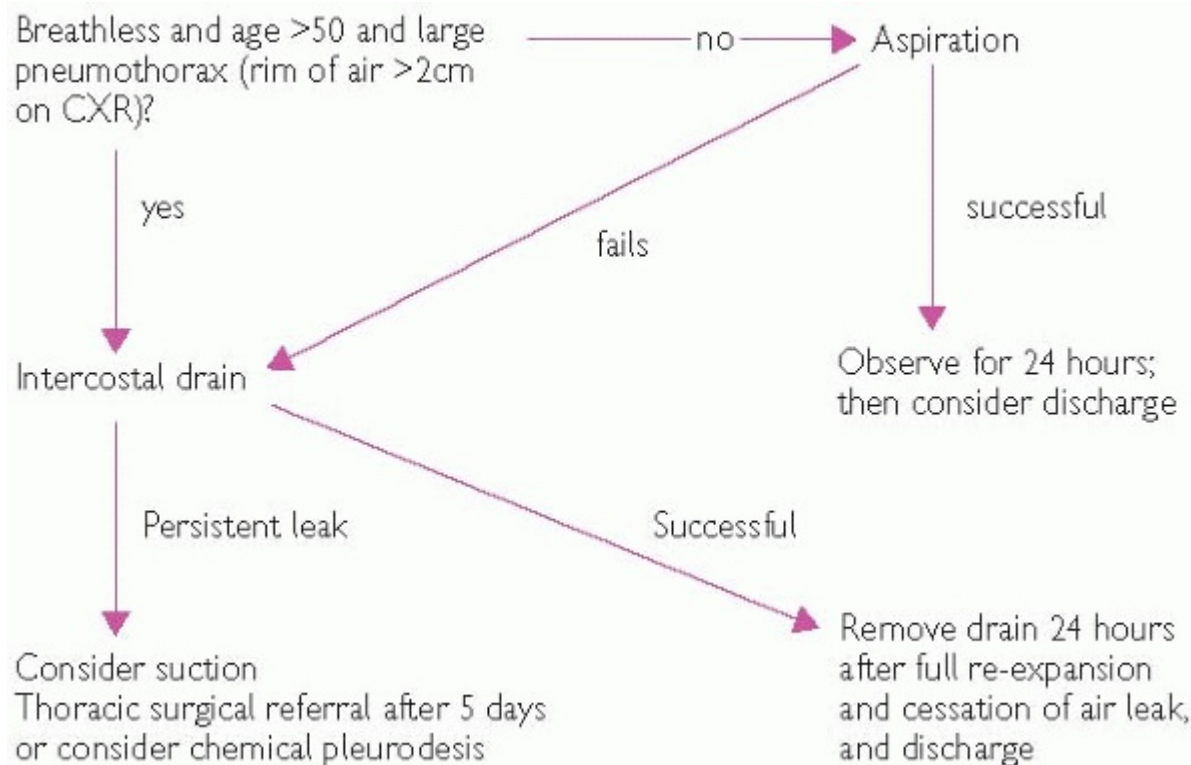 Breathless and age >50 and large
pneumothorax (rim of air >2cm
on CXR)?
no
Aspiration
yes
fails
successful
Intercostal drain
Observe for 24 hours;
then consider discharge
Persistent leak
Successful
Consider suction
Thoracic surgical referral after 5 days
or consider chemical pleurodesis
Remove drain 24 hours
after full re-expansion
and cessation of air leak,
and discharge